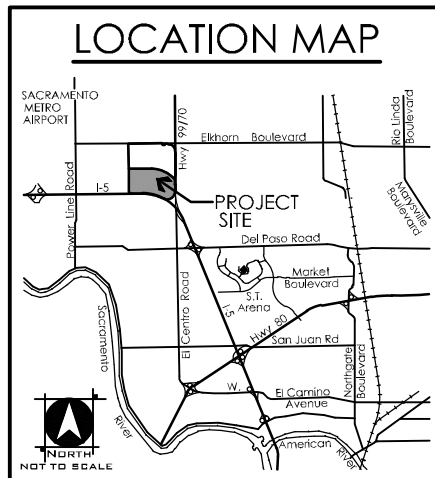 LOCATION MAP
SACRAMENTO
METRO
AIRPORT
Hwy 99/70
Elkhorn Boulevard
Rio Linda
Boulevard
Marysville
Boulevard
Power Line Road
I-5
PROJECT
SITE
Del Paso Road
Market
Boulevard
S.T.
Arena
El Centro Road
I-5
Hwy 80
San Juan Rd
Northgate
Boulevard
Sacramento
River
W.
El Camino
Avenue
American
River
NORTH
NOT TO SCALE